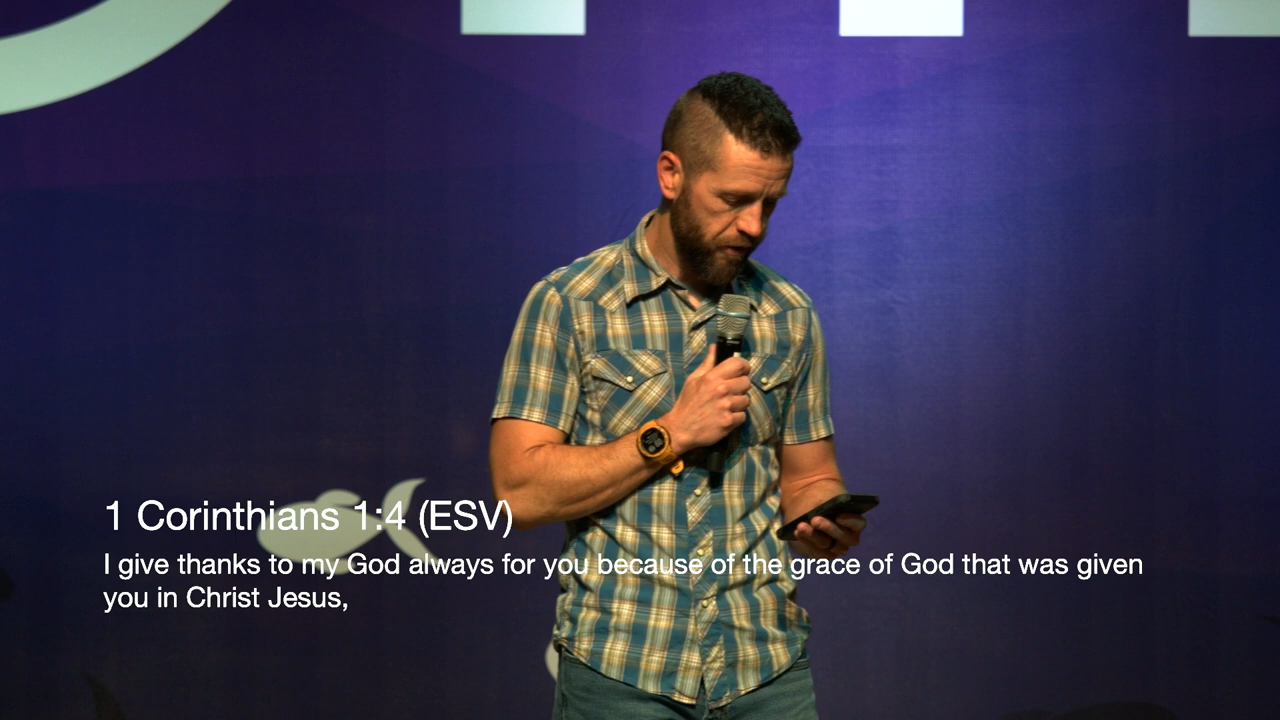 1 Corinthians 1:4 (ESV)
I give thanks to my God always for you because of the grace of God that was given
you in Christ Jesus,